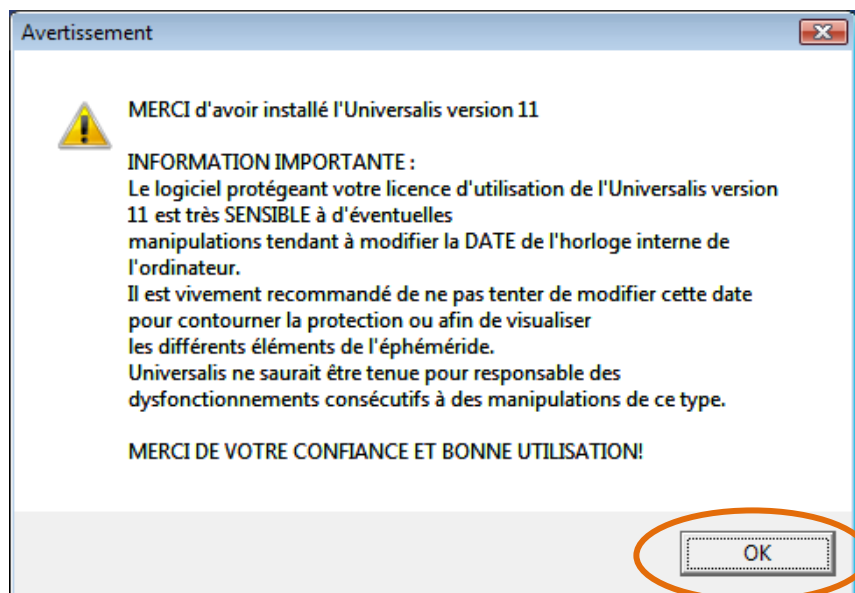 Avertissement
MERCI d'avoir installé l'Universalis version 11
INFORMATION IMPORTANTE :
Le logiciel protégeant votre licence d'utilisation de l'Universalis version
11 est très SENSIBLE à d'éventuelles
manipulations tendant à modifier la DATE de l'horloge interne de
l'ordinateur.
Il est vivement recommandé de ne pas tenter de modifier cette date
pour contourner la protection ou afin de visualiser
les différents éléments de l'éphéméride.
Universalis ne saurait être tenue pour responsable des
dysfonctionnements consécutifs à des manipulations de ce type.
MERCI DE VOTRE CONFIANCE ET BONNE UTILISATION!
OK